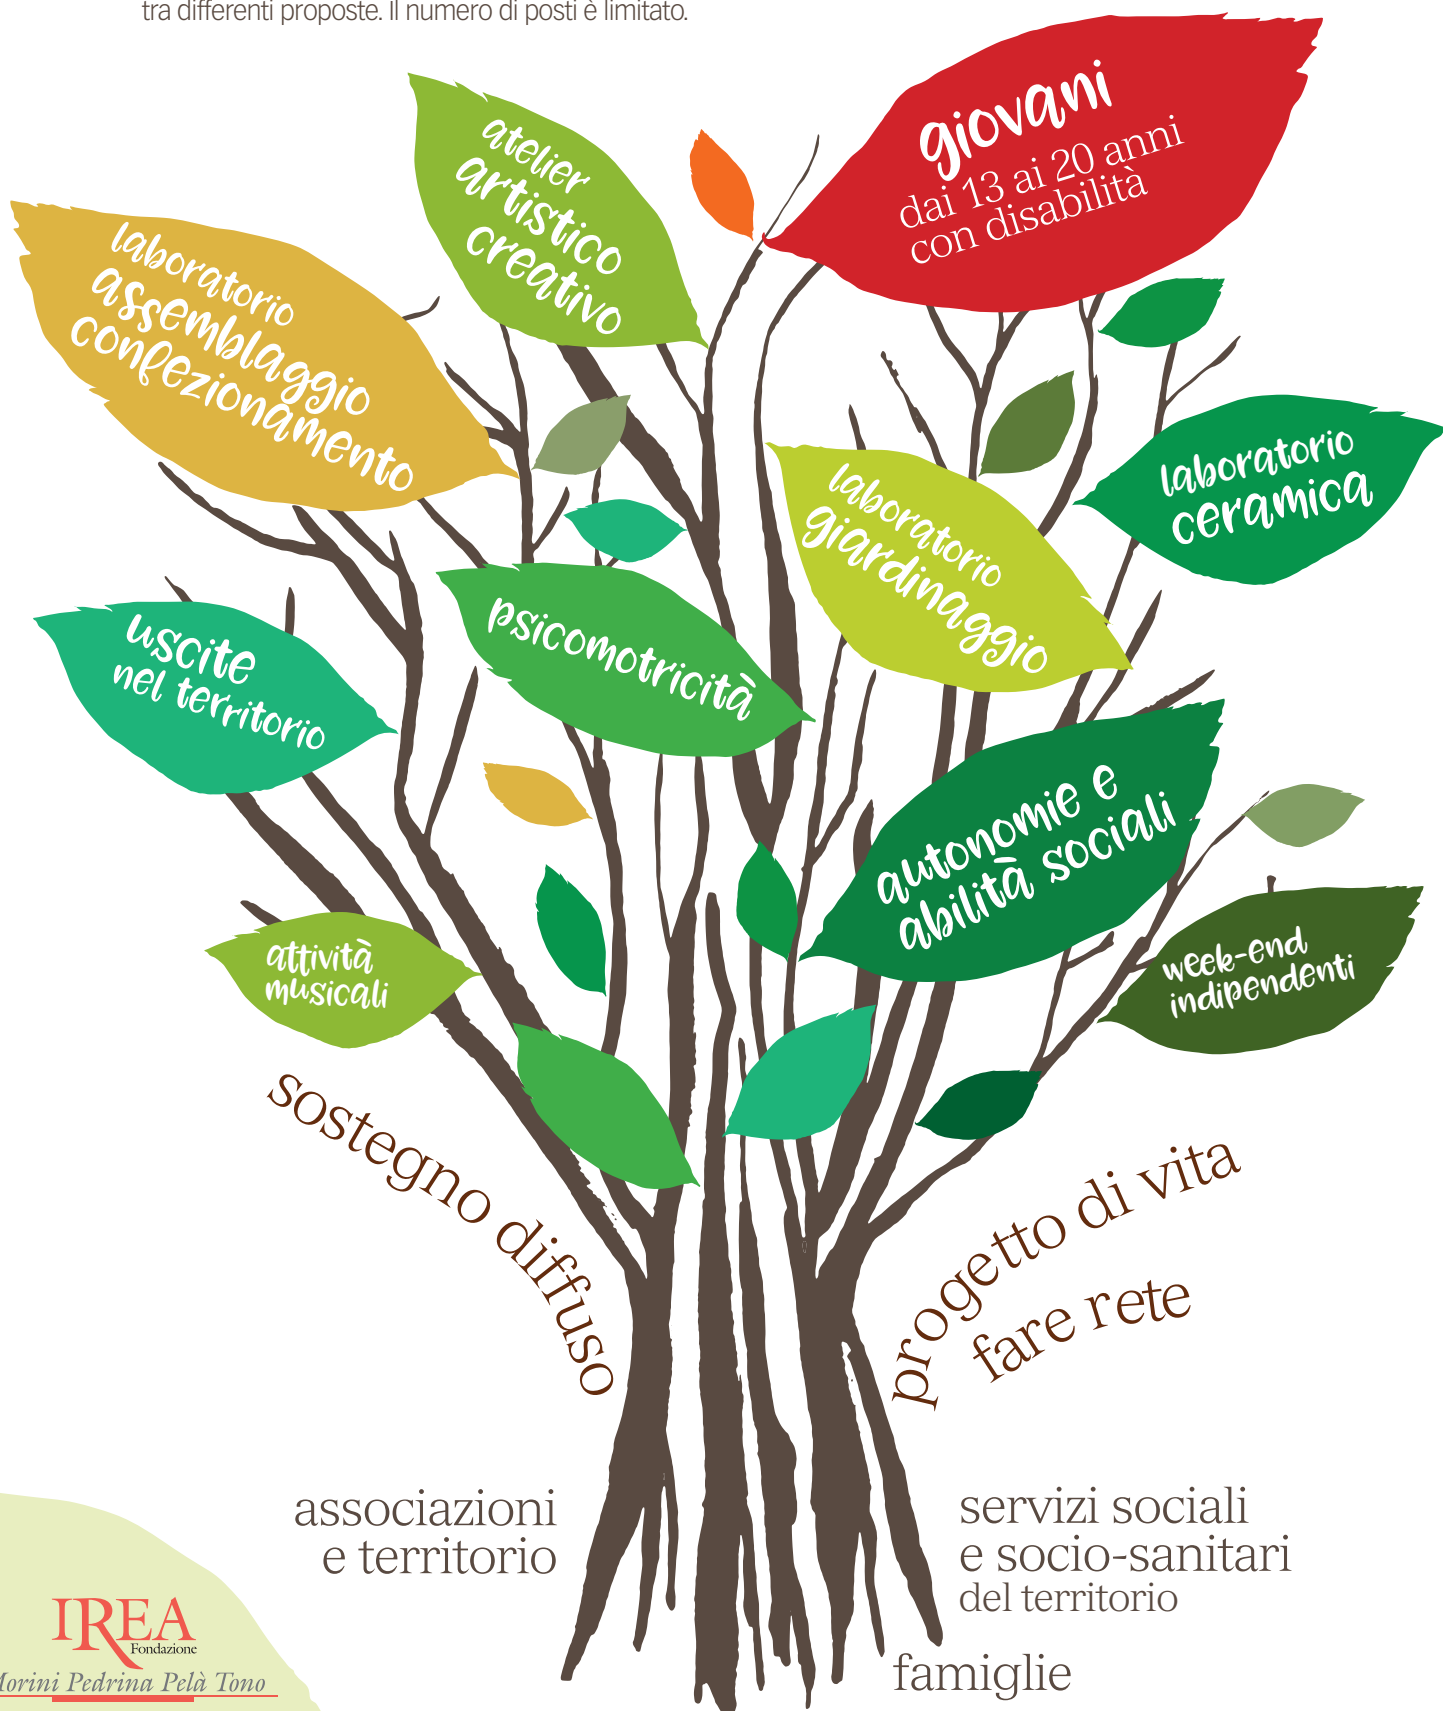 tra differenti proposte. Il numero di posti è limitato.
giovani
dai 13 ai 20 anni
con disabilità
atelier
artistico
creativo
laboratorio
assemblaggio
confezionamento
laboratorio
ceramica
laboratorio
giardinaggio
psicomotricità
uscite
nel territorio
autonomie e
abilità sociali
attività
musicali
week-end
indipendenti
sostegno diffuso
progetto di vita
fare rete
associazioni
e territorio
servizi sociali
e socio-sanitari
del territorio
famiglie
IREA
Fondazione
Morini Pedrina Pelà Tono